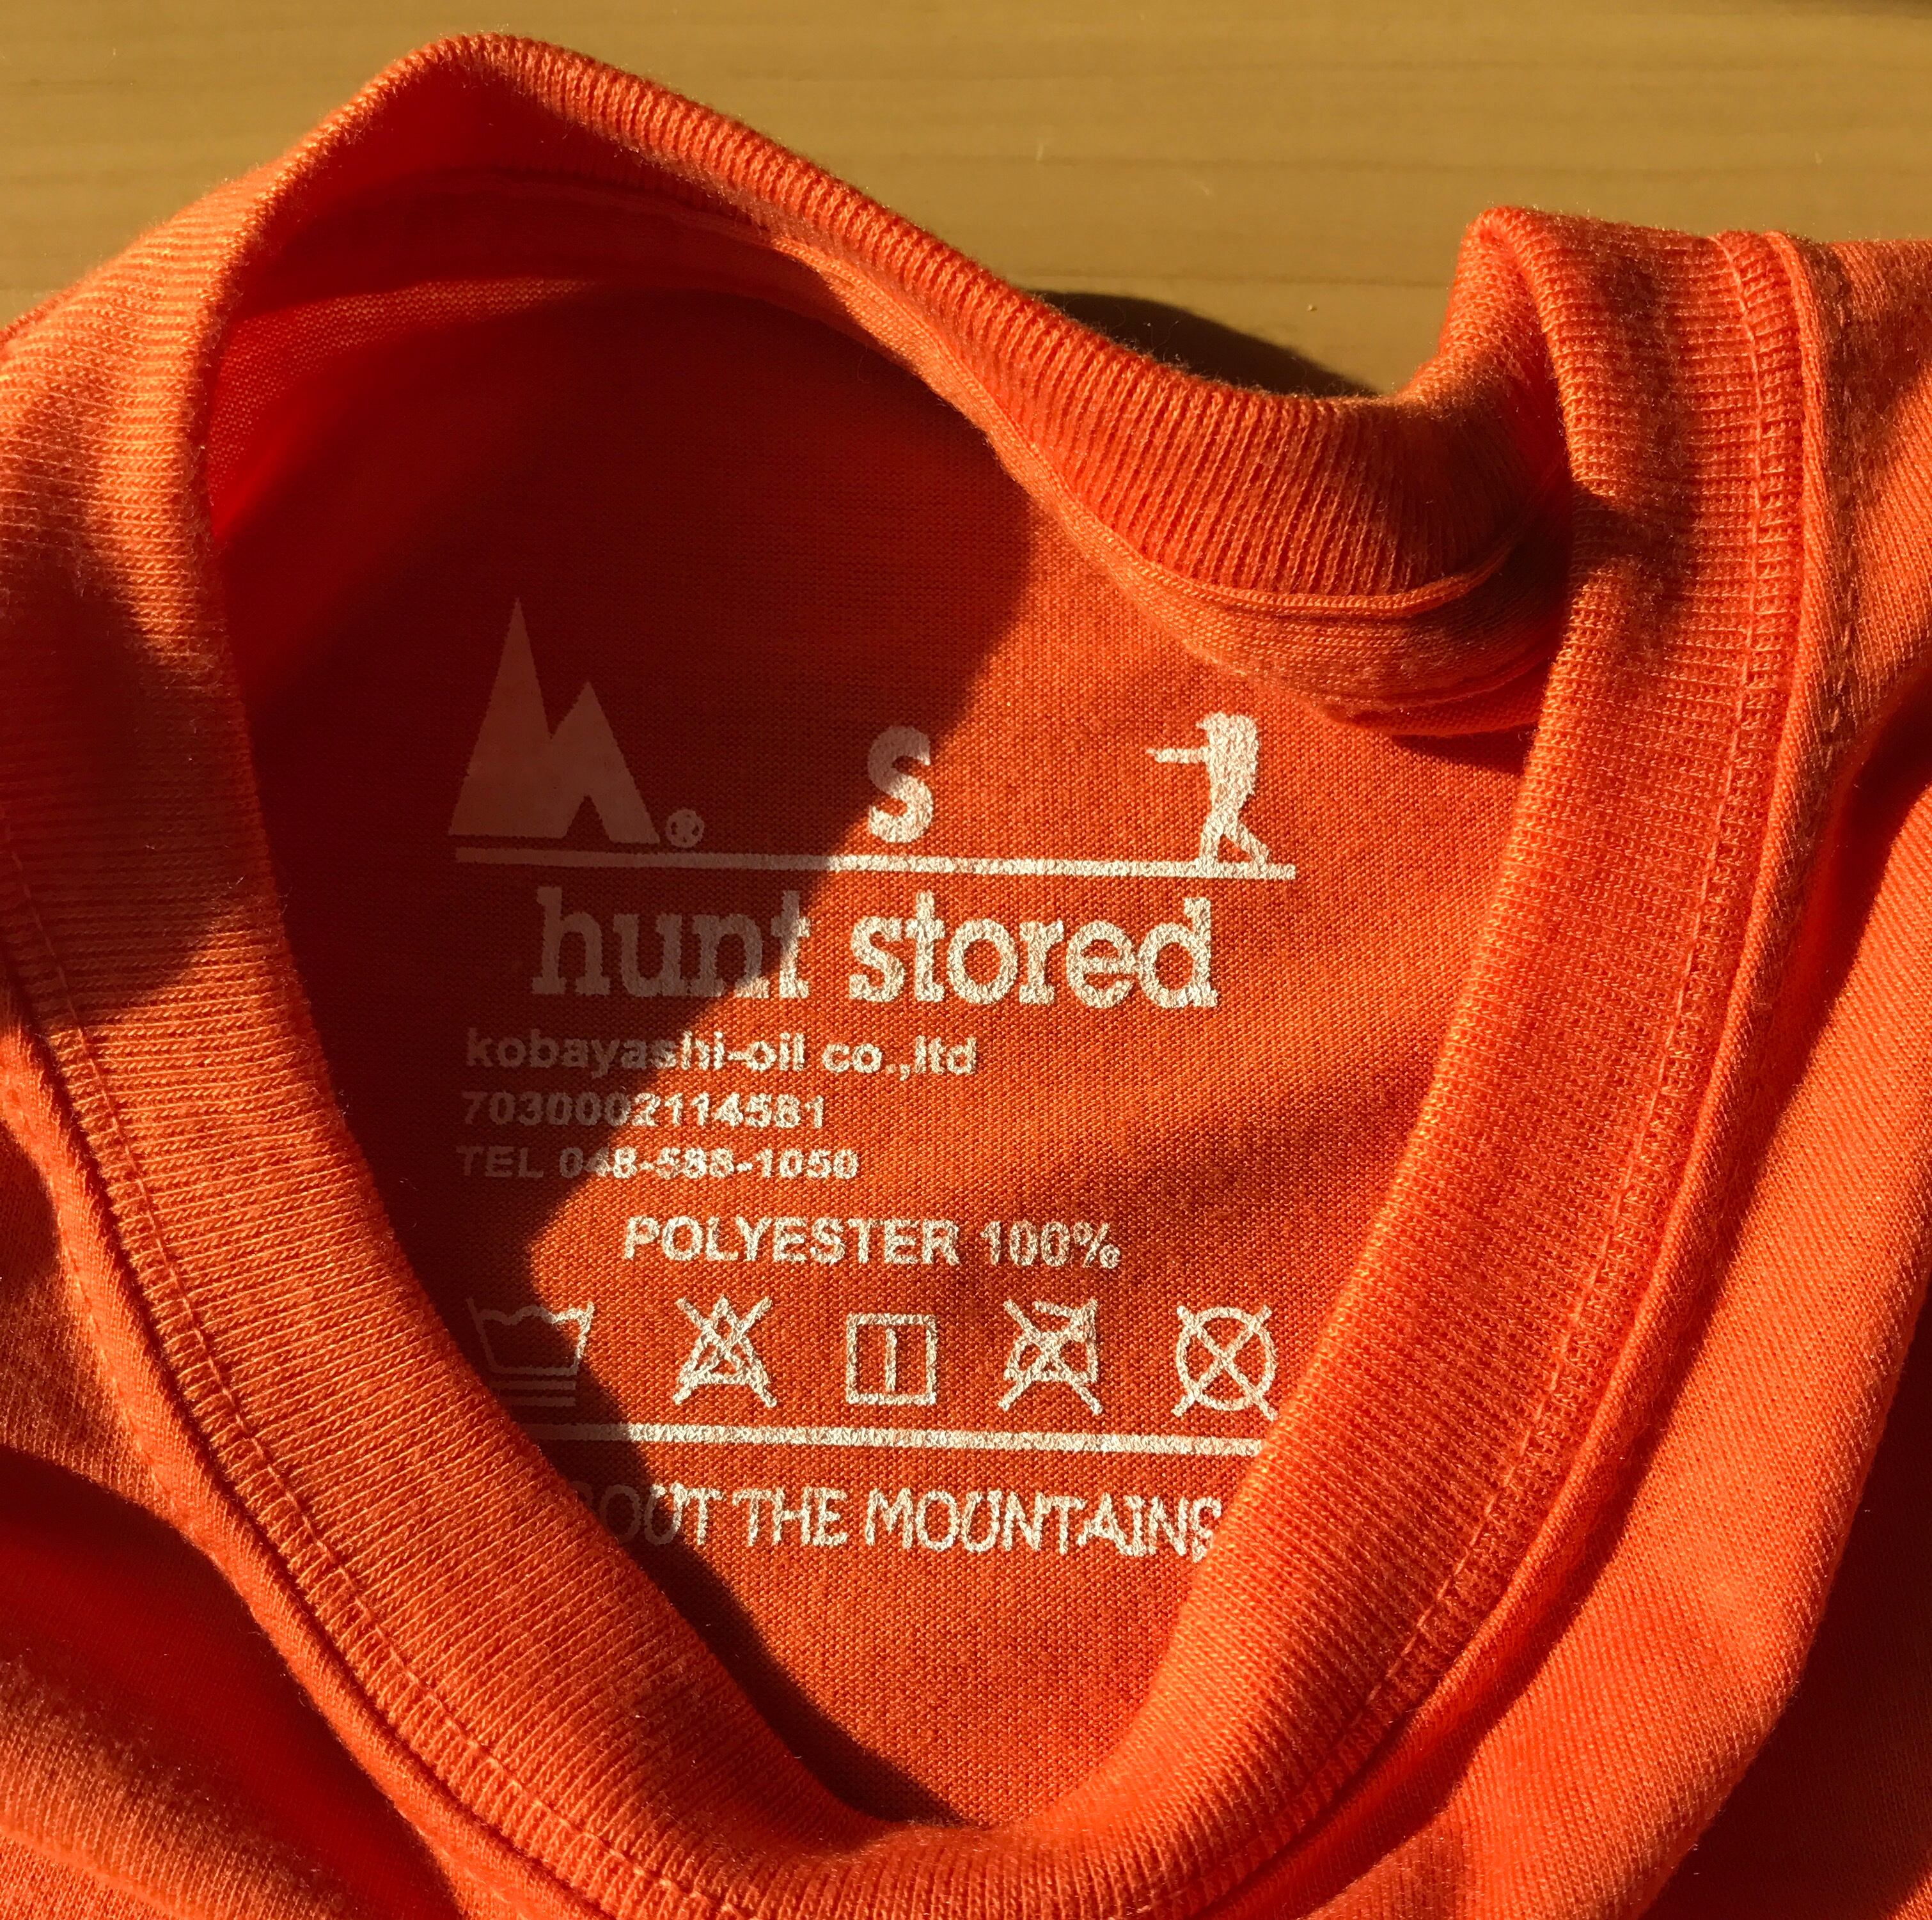 S
hunt stored
kobayashi-oil co.,ltd
7030002114581
TEL 048-588-1050
POLYESTER 100%
THE MOUNTAINS